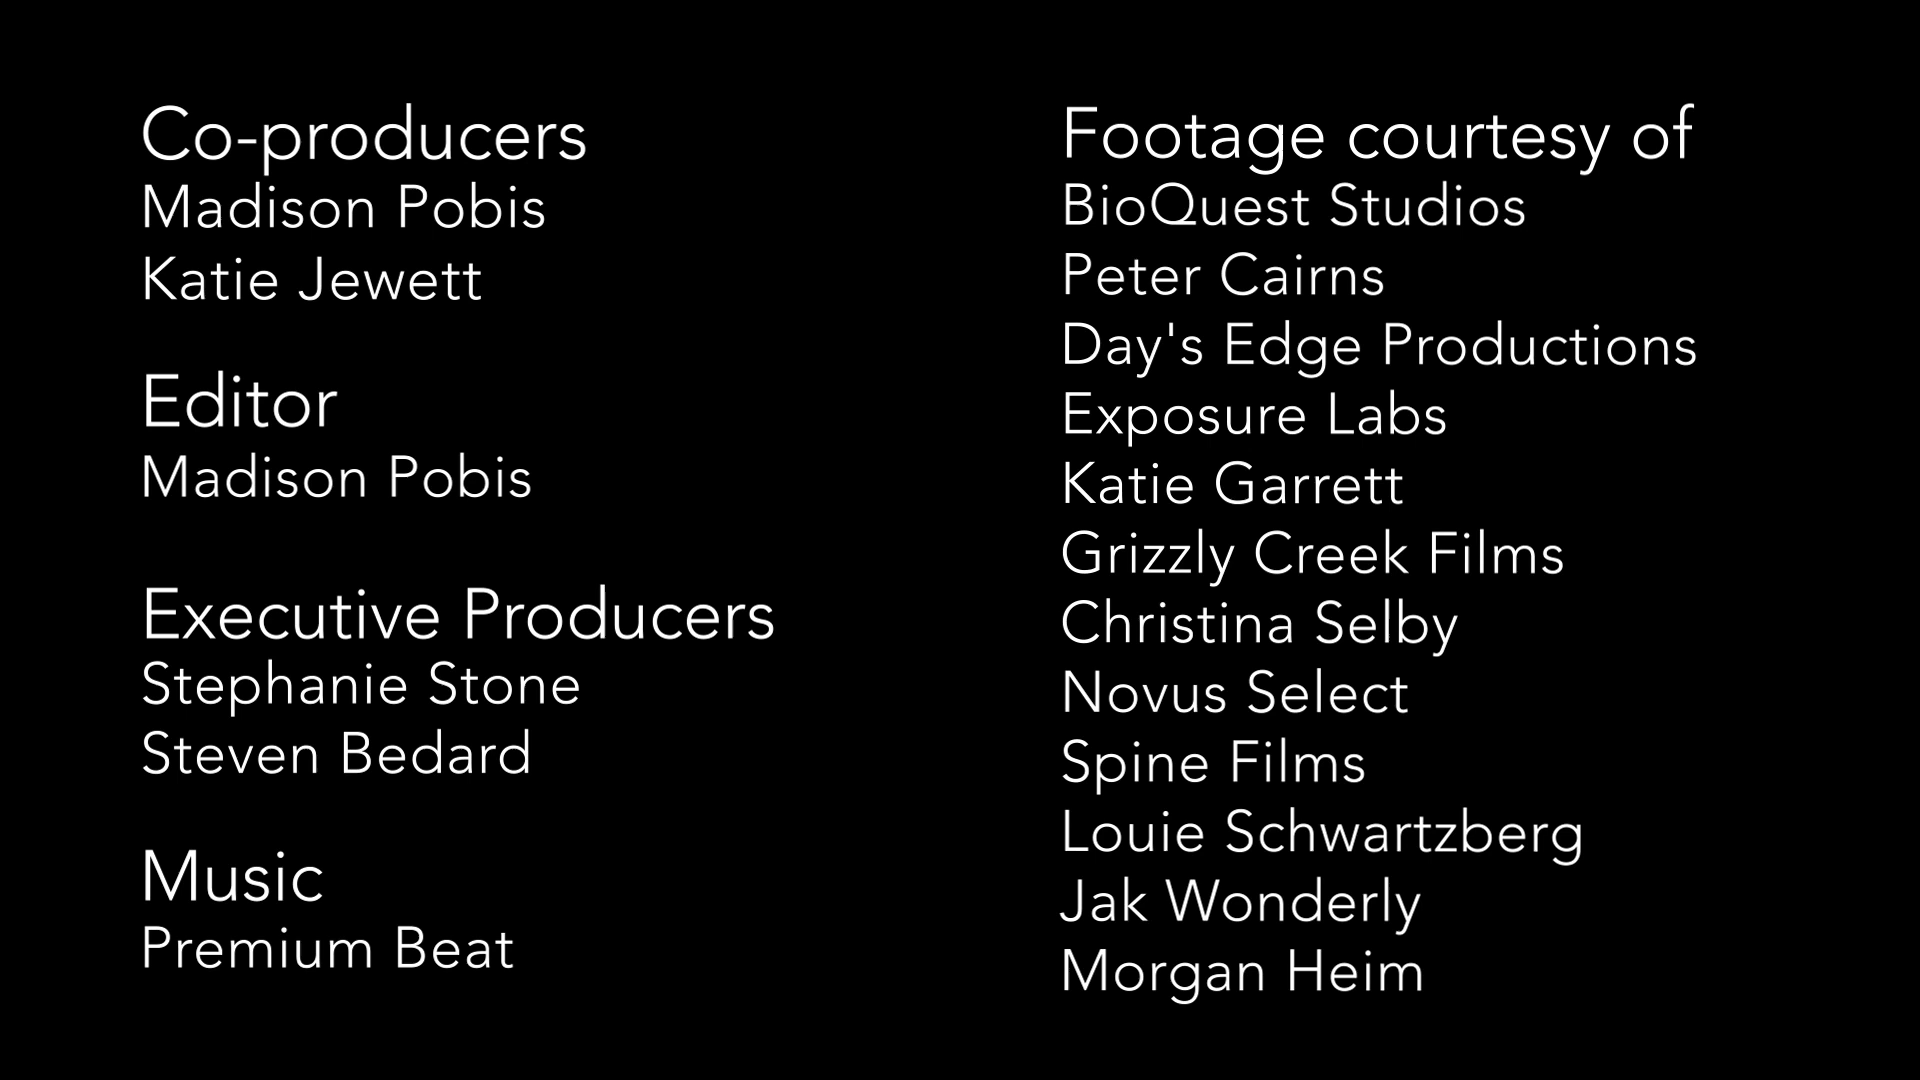 Co-producers
Madison Pobis
Katie Jewett
Editor
Madison Pobis
Executive Producers
Stephanie Stone
Steven Bedard
Music
Premium Beat
Footage courtesy of
BioQuest Studios
Peter Cairns
Day's Edge Productions
Exposure Labs
Katie Garrett
Grizzly Creek Films
Christina Selby
Novus Select
Spine Films
Louie Schwartzberg
Jak Wonderly
Morgan Heim